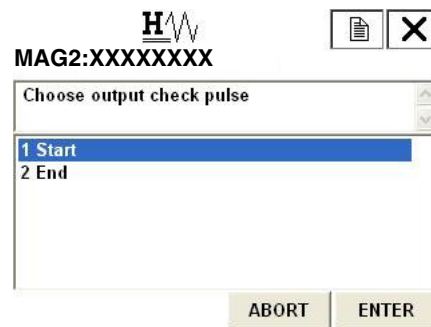 H
MAG2:XXXXXXXX
Choose output check pulse
1 Start
2 End
ABORT ENTER